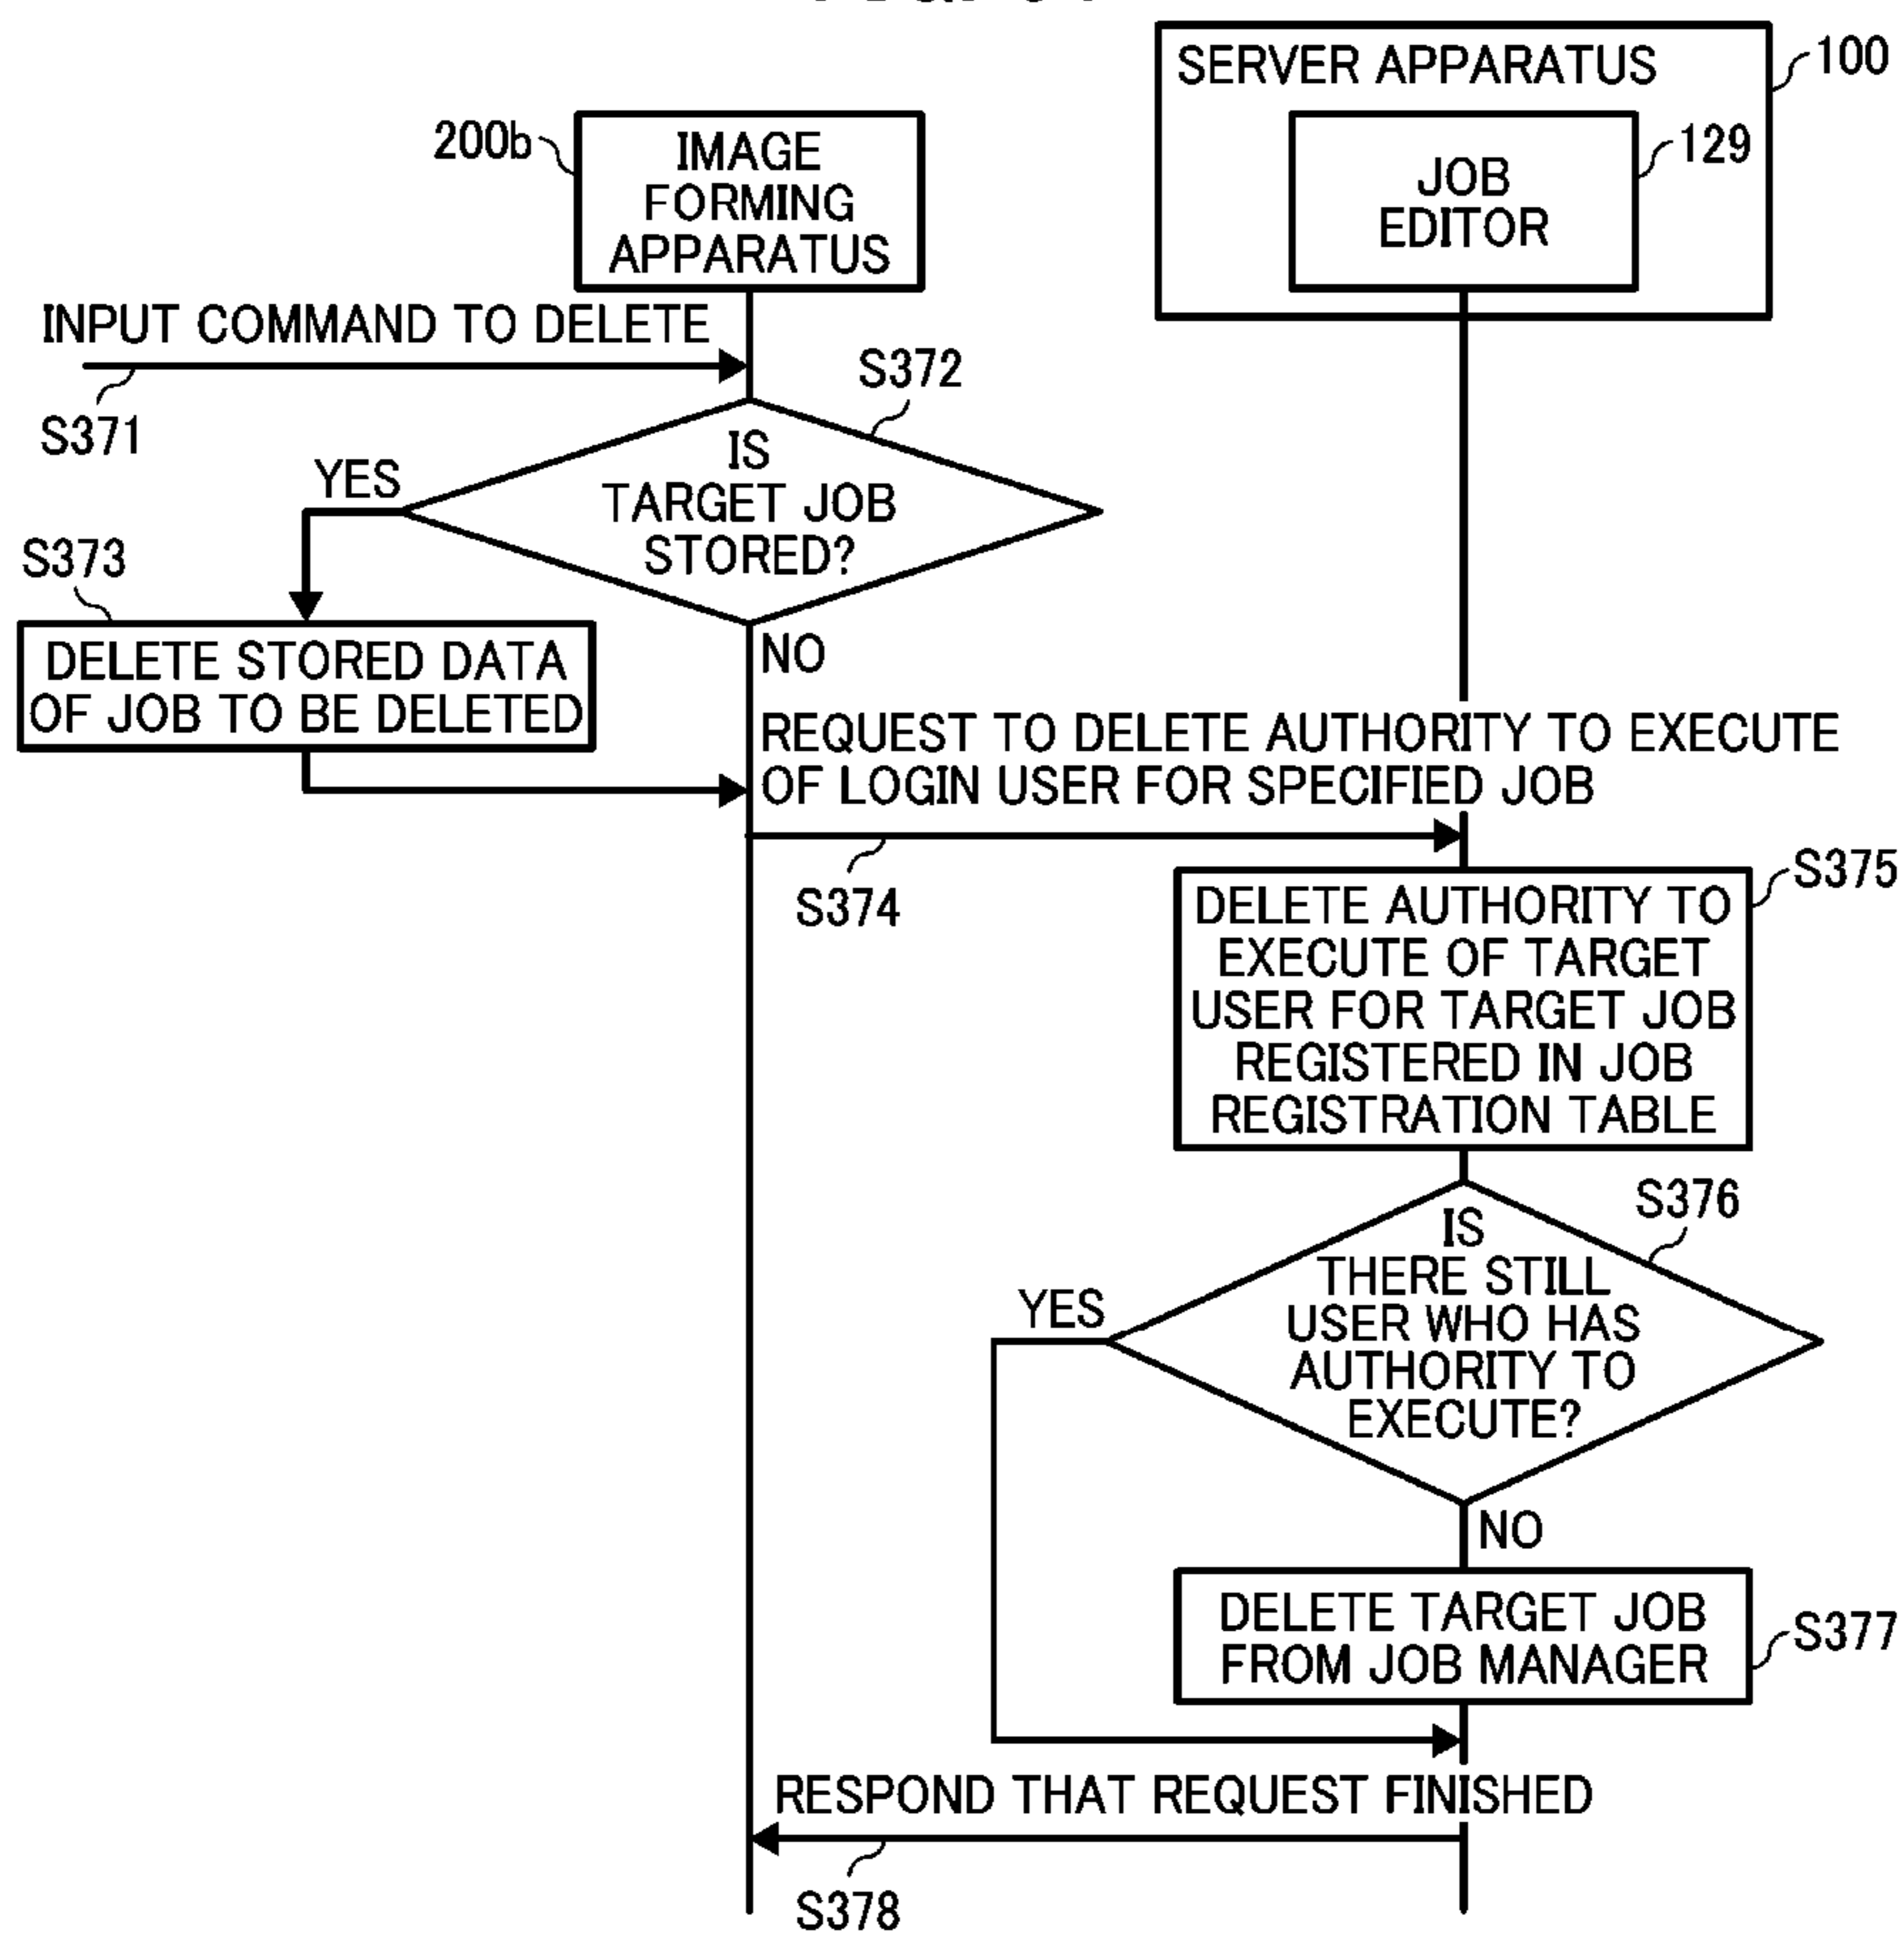 SERVER APPARATUS
100
200b
IMAGE
FORMING
APPARATUS
JOB
EDITOR
129
INPUT COMMAND TO DELETE
S371
S372
IS
TARGET JOB
STORED?
YES
S373
DELETE STORED DATA
OF JOB TO BE DELETED
NO
REQUEST TO DELETE AUTHORITY TO EXECUTE
OF LOGIN USER FOR SPECIFIED JOB
S374
S375
DELETE AUTHORITY TO
EXECUTE OF TARGET
USER FOR TARGET JOB
REGISTERED IN JOB
REGISTRATION TABLE
S376
IS
THERE STILL
USER WHO HAS
AUTHORITY TO
EXECUTE?
YES
NO
DELETE TARGET JOB
FROM JOB MANAGER
S377
RESPOND THAT REQUEST FINISHED
S378